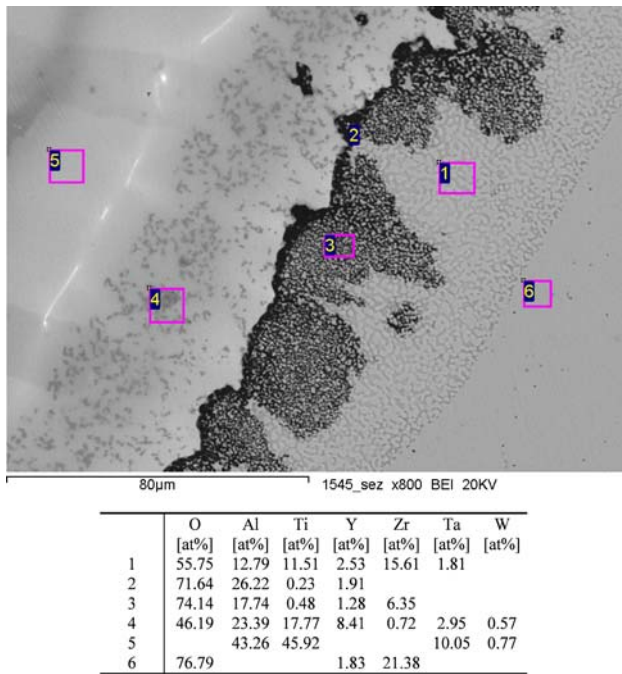 5
2
1
3
4
6
80µm 1545_sez x800 BEI 20KV
O Al Ti Y Zr Ta W
[at%] [at%] [at%] [at%] [at%] [at%] [at%]
1 55.75 12.79 11.51 2.53 15.61 1.81
2 71.64 26.22 0.23 1.91
3 74.14 17.74 0.48 1.28 6.35
4 46.19 23.39 17.77 8.41 0.72 2.95 0.57
5 43.26 45.92 10.05 0.77
6 76.79 1.83 21.38